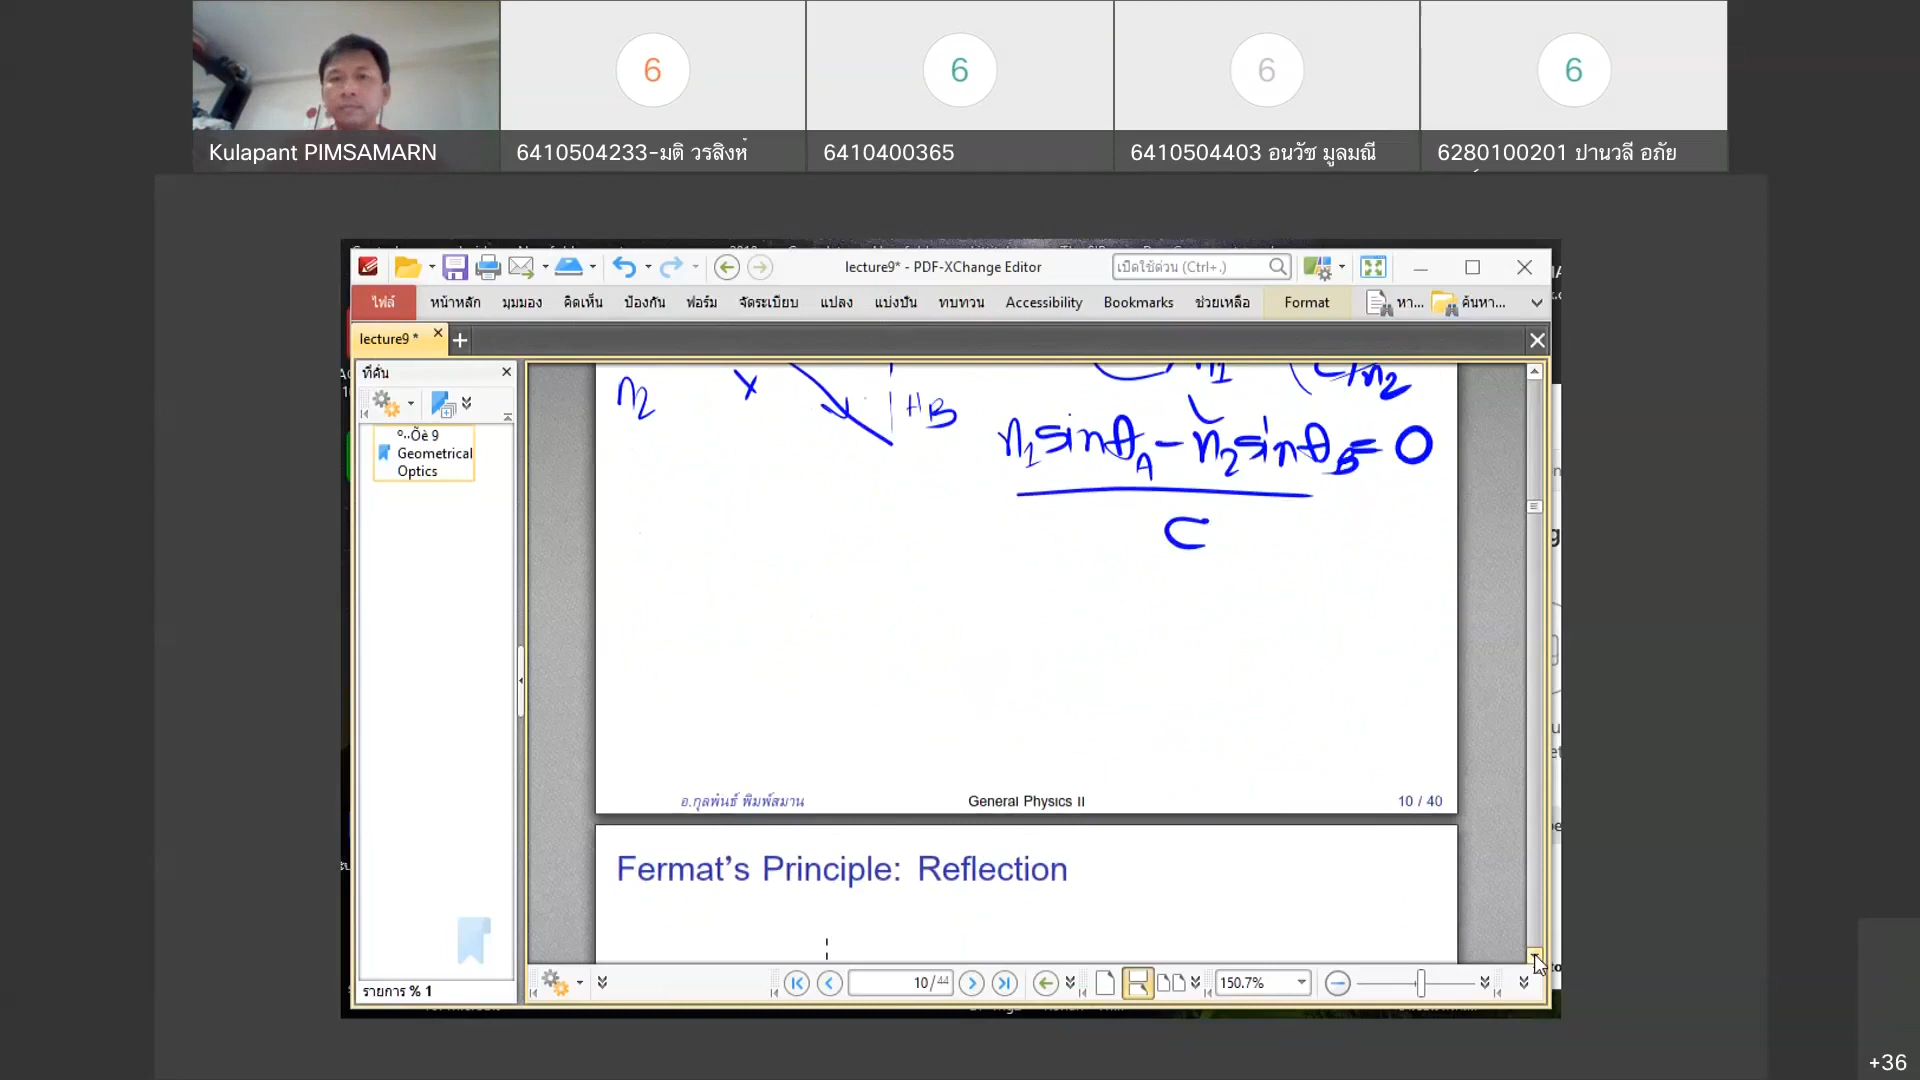 6
6
6
6
Kulapant PIMSAMARN
6410504233-มติ วรสิงห์
6410400365
6410504403 อนวัช มูลมณี
6280100201 ปานวลี อภัย
lecture9* - PDF-XChange Editor
เปิดใช้ด่วน (Ctrl+.)
ไฟล์
หน้าหลัก
มุมมอง
คิดเห็น
ป้องกัน
ฟอร์ม
จัดระเบียบ
แปลง
แบ่งปัน
ทบทวน
Accessibility
Bookmarks
ช่วยเหลือ
Format
หา...
ค้นหา...
lecture9 *
ที่คั่น
º··Õè 9
Geometrical
Optics
n2 x HB
n1 c/n2
n1 sinθA - n2 sinθB = 0
c
อ.กุลพันธ์ พิมพ์สมาน
General Physics II
10 / 40
Fermat's Principle: Reflection
รายการ % 1
10 / 44
150.7%
+36